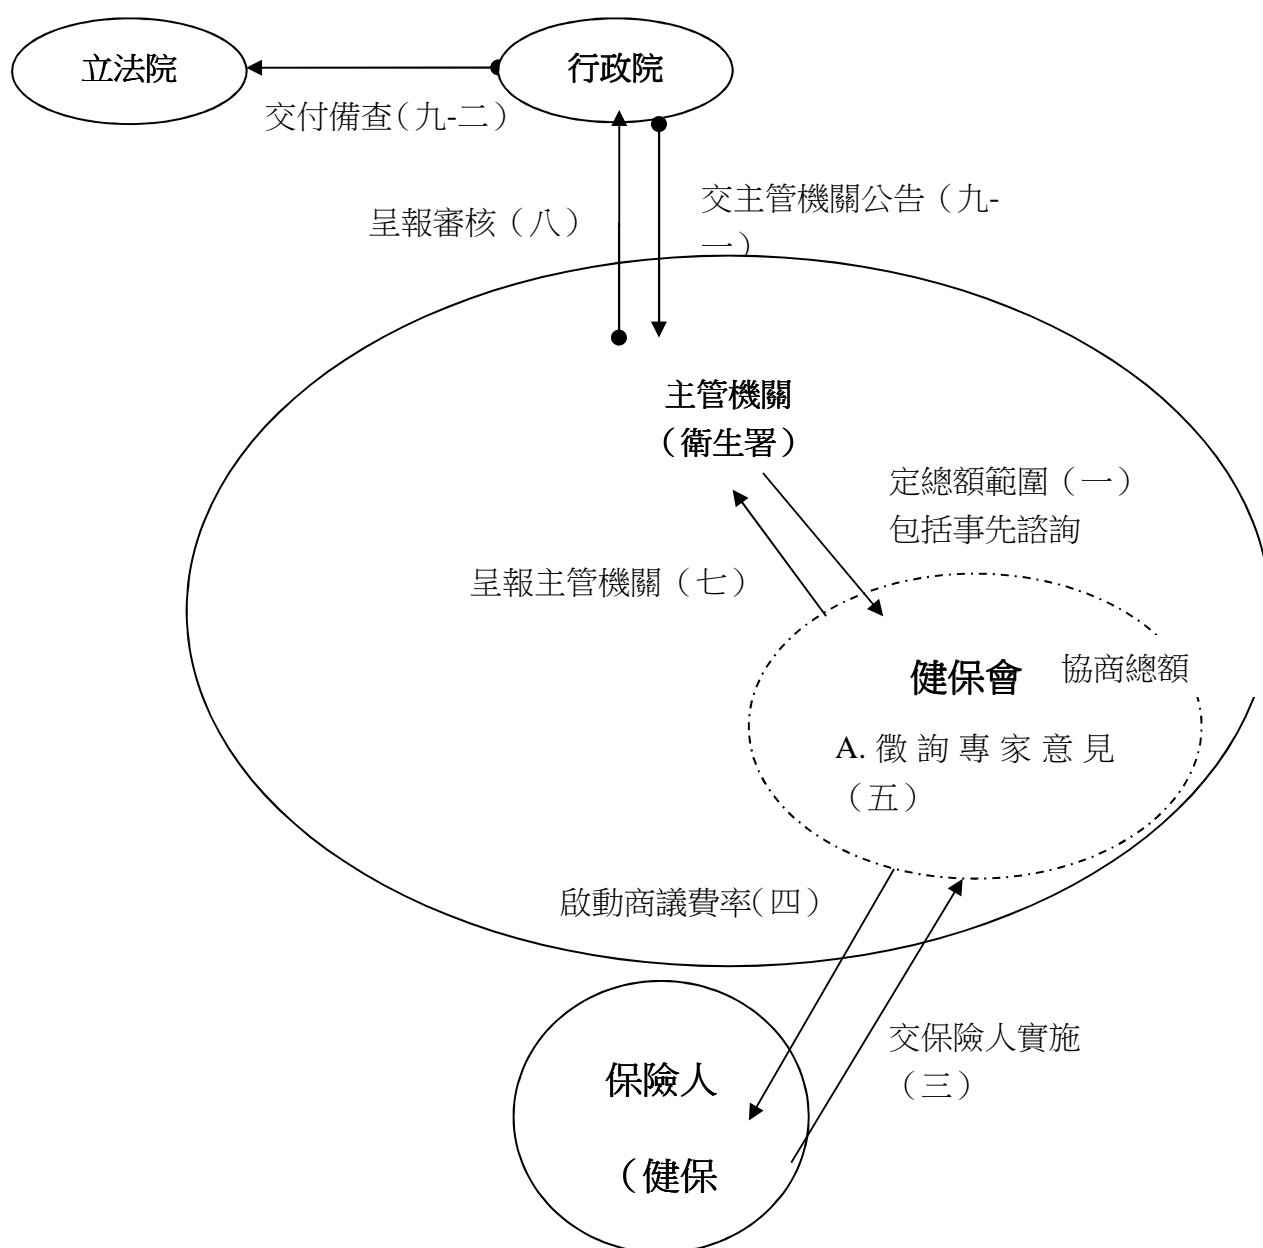 立法院
行政院
交付備查（九-二）
呈報審核（八）
交主管機關公告（九-
一）
主管機關
（衛生署）
定總額範圍（一）
包括事先諮詢
呈報主管機關（七）
健保會
協商總額
A. 徵詢專家意見
（五）
啟動商議費率（四）
交保險人實施
（三）
保險人
（健保